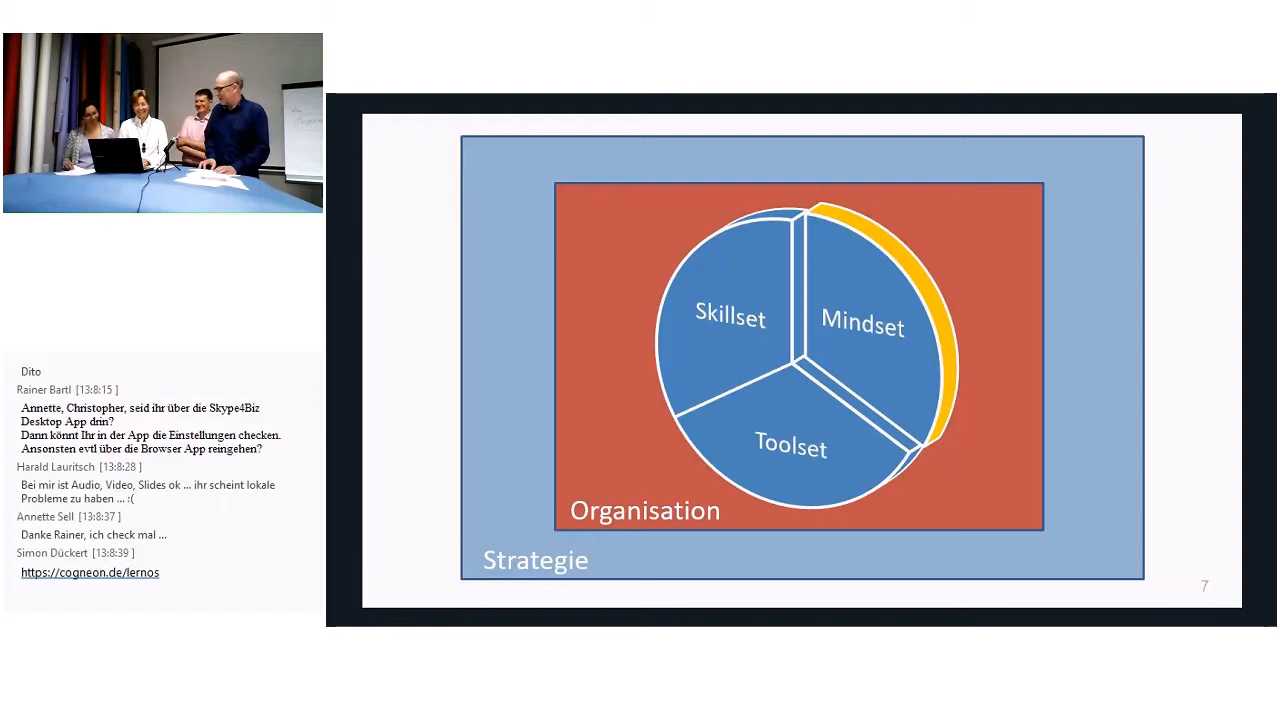 Dito
Rainer Bartl [13:8:15 ]
Annette, Christopher, seid ihr über die Skype4Biz
Desktop App drin?
Dann könnt Ihr in der App die Einstellungen checken.
Ansonsten evtl über die Browser App reingehen?
Harald Lauritsch [13:8:28 ]
Bei mir ist Audio, Video, Slides ok ... ihr scheint lokale
Probleme zu haben ... :(
Annette Sell [13:8:37 ]
Danke Rainer, ich check mal ...
Simon Dückert [13:8:39 ]
https://cogneon.de/lernos
Skillset
Mindset
Toolset
Organisation
Strategie
7